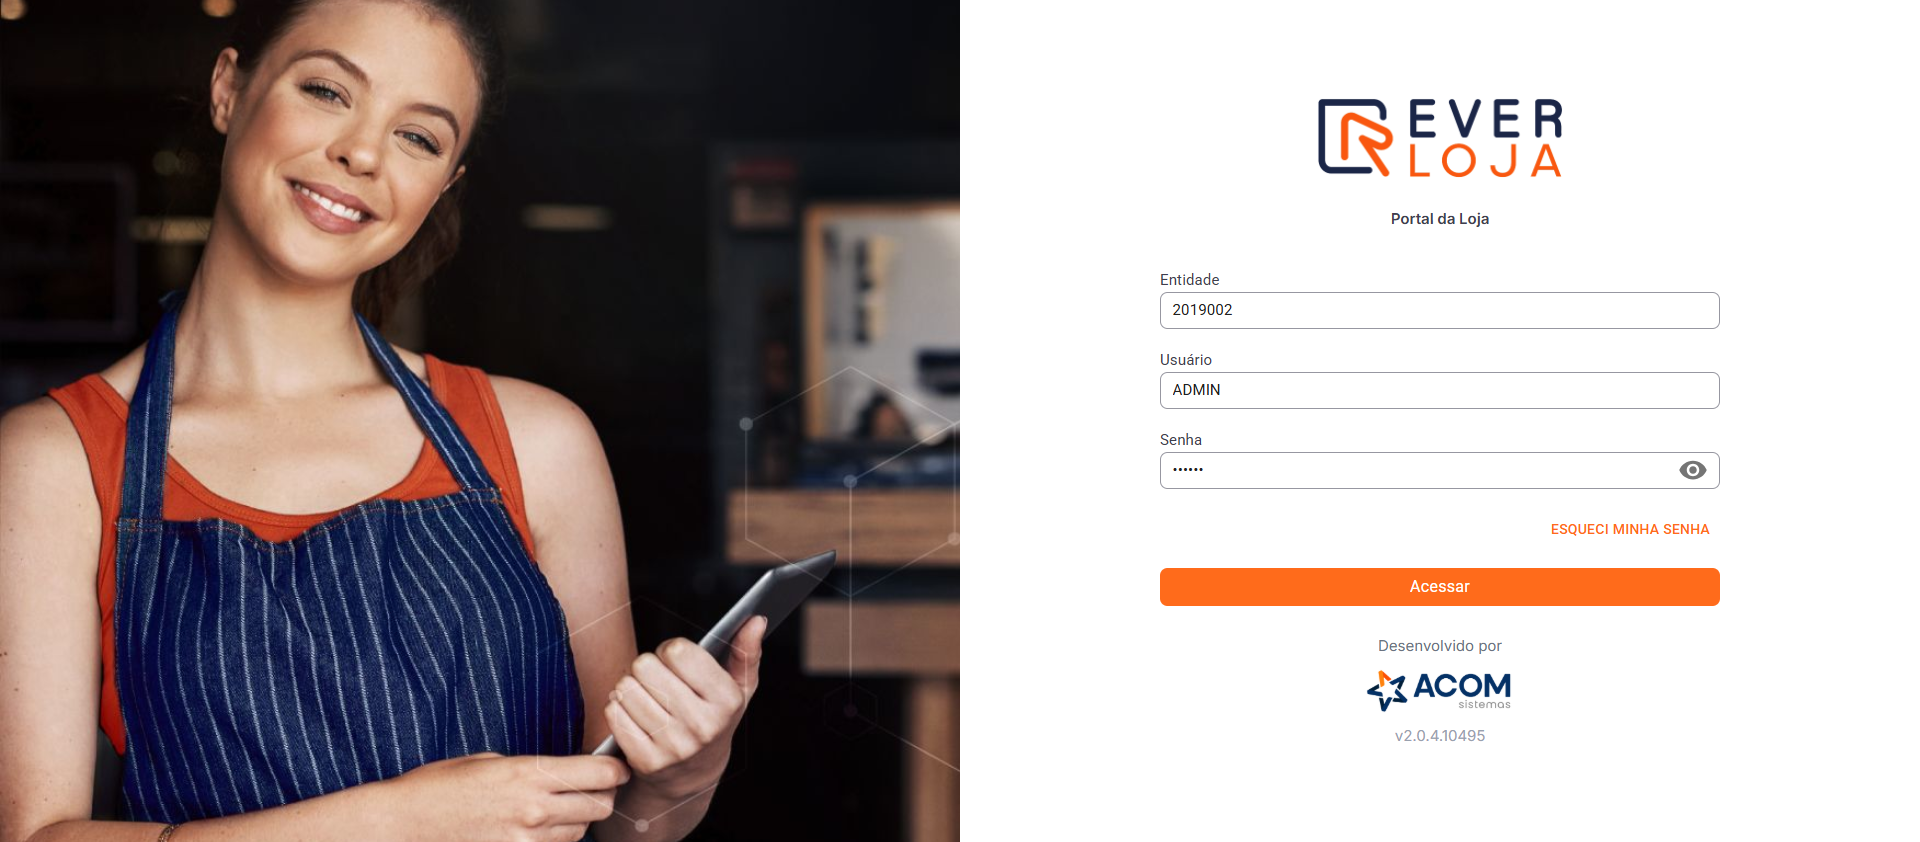 EVER
LOJA
Portal da Loja
Entidade
2019002
Usuário
ADMIN
Senha
••••••
ESQUECI MINHA SENHA
Acessar
Desenvolvido por
ACOM
sistemas
v2.0.4.10495